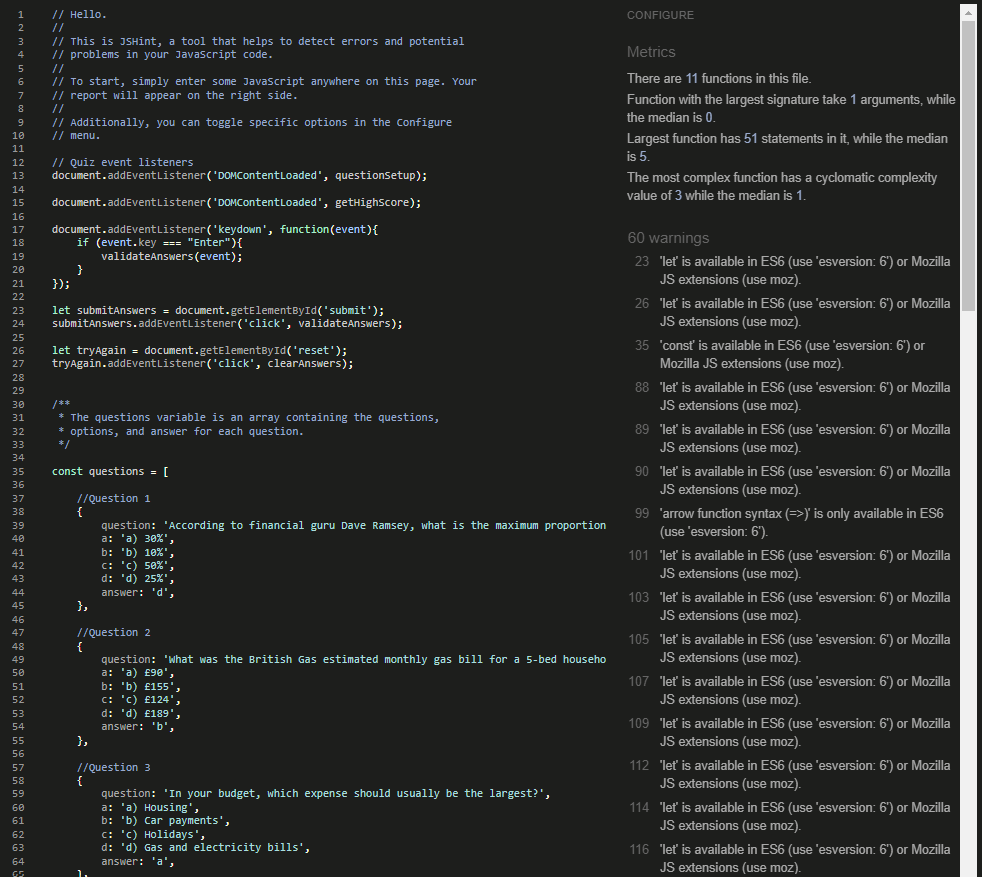 1 // Hello.
2 //
3 // This is JSHint, a tool that helps to detect errors and potential
4 // problems in your JavaScript code.
5 //
6 // To start, simply enter some JavaScript anywhere on this page. Your
7 // report will appear on the right side.
8 //
9 // Additionally, you can toggle specific options in the Configure
10 // menu.
11
12 // Quiz event listeners
13 document.addEventListener('DOMContentLoaded', questionSetup);
14
15 document.addEventListener('DOMContentLoaded', getHighScore);
16
17 document.addEventListener('keydown', function(event){
18     if (event.key === "Enter"){
19         validateAnswers(event);
20     }
21 });
22
23 let submitAnswers = document.getElementById('submit');
24 submitAnswers.addEventListener('click', validateAnswers);
25
26 let tryAgain = document.getElementById('reset');
27 tryAgain.addEventListener('click', clearAnswers);
28
29
30 /**
31  * The questions variable is an array containing the questions,
32  * options, and answer for each question.
33  */
34
35 const questions = [
36
37     //Question 1
38     {
39         question: 'According to financial guru Dave Ramsey, what is the maximum proportion
40         a: 'a) 30%',
41         b: 'b) 10%',
42         c: 'c) 50%',
43         d: 'd) 25%',
44         answer: 'd',
45     },
46
47     //Question 2
48     {
49         question: 'What was the British Gas estimated monthly gas bill for a 5-bed househo
50         a: 'a) £90',
51         b: 'b) £155',
52         c: 'c) £124',
53         d: 'd) £189',
54         answer: 'b',
55     },
56
57     //Question 3
58     {
59         question: 'In your budget, which expense should usually be the largest?',
60         a: 'a) Housing',
61         b: 'b) Car payments',
62         c: 'c) Holidays',
63         d: 'd) Gas and electricity bills',
64         answer: 'a',
65     },
CONFIGURE
Metrics
There are 11 functions in this file.
Function with the largest signature take 1 arguments, while
the median is 0.
Largest function has 51 statements in it, while the median
is 5.
The most complex function has a cyclomatic complexity
value of 3 while the median is 1.
60 warnings
23 'let' is available in ES6 (use 'esversion: 6') or Mozilla
JS extensions (use moz).
26 'let' is available in ES6 (use 'esversion: 6') or Mozilla
JS extensions (use moz).
35 'const' is available in ES6 (use 'esversion: 6') or
Mozilla JS extensions (use moz).
88 'let' is available in ES6 (use 'esversion: 6') or Mozilla
JS extensions (use moz).
89 'let' is available in ES6 (use 'esversion: 6') or Mozilla
JS extensions (use moz).
90 'let' is available in ES6 (use 'esversion: 6') or Mozilla
JS extensions (use moz).
99 'arrow function syntax (=>)' is only available in ES6
(use 'esversion: 6').
101 'let' is available in ES6 (use 'esversion: 6') or Mozilla
JS extensions (use moz).
103 'let' is available in ES6 (use 'esversion: 6') or Mozilla
JS extensions (use moz).
105 'let' is available in ES6 (use 'esversion: 6') or Mozilla
JS extensions (use moz).
107 'let' is available in ES6 (use 'esversion: 6') or Mozilla
JS extensions (use moz).
109 'let' is available in ES6 (use 'esversion: 6') or Mozilla
JS extensions (use moz).
112 'let' is available in ES6 (use 'esversion: 6') or Mozilla
JS extensions (use moz).
114 'let' is available in ES6 (use 'esversion: 6') or Mozilla
JS extensions (use moz).
116 'let' is available in ES6 (use 'esversion: 6') or Mozilla
JS extensions (use moz).